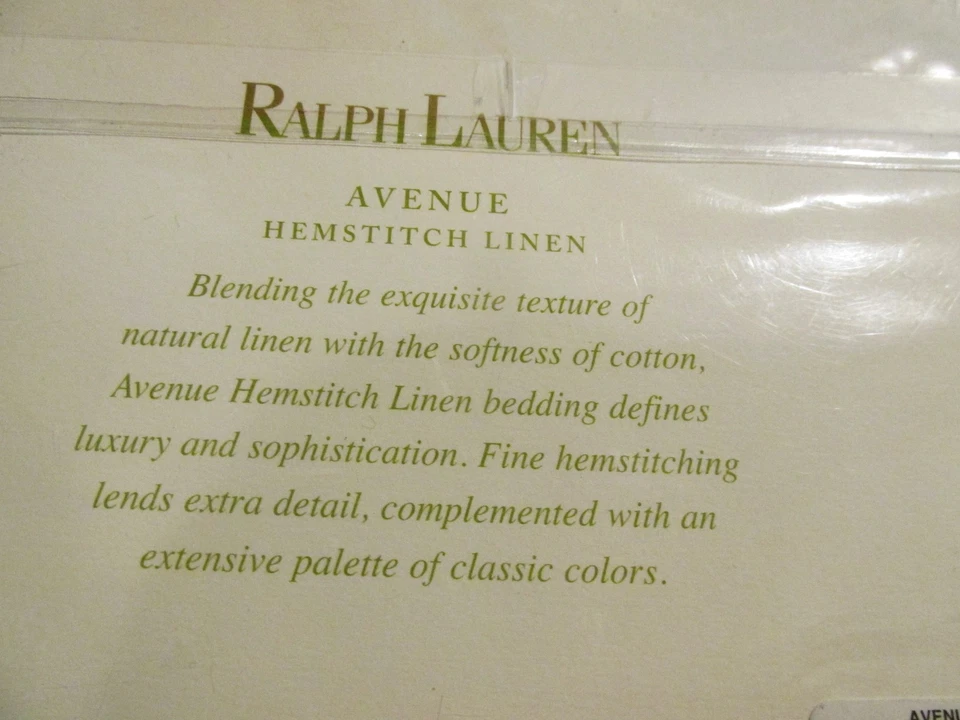 RALPH LAUREN
AVENUE
HEMSTITCH LINEN
Blending the exquisite texture of
natural linen with the softness of cotton,
Avenue Hemstitch Linen bedding defines
luxury and sophistication. Fine hemstitching
lends extra detail, complemented with an
extensive palette of classic colors.